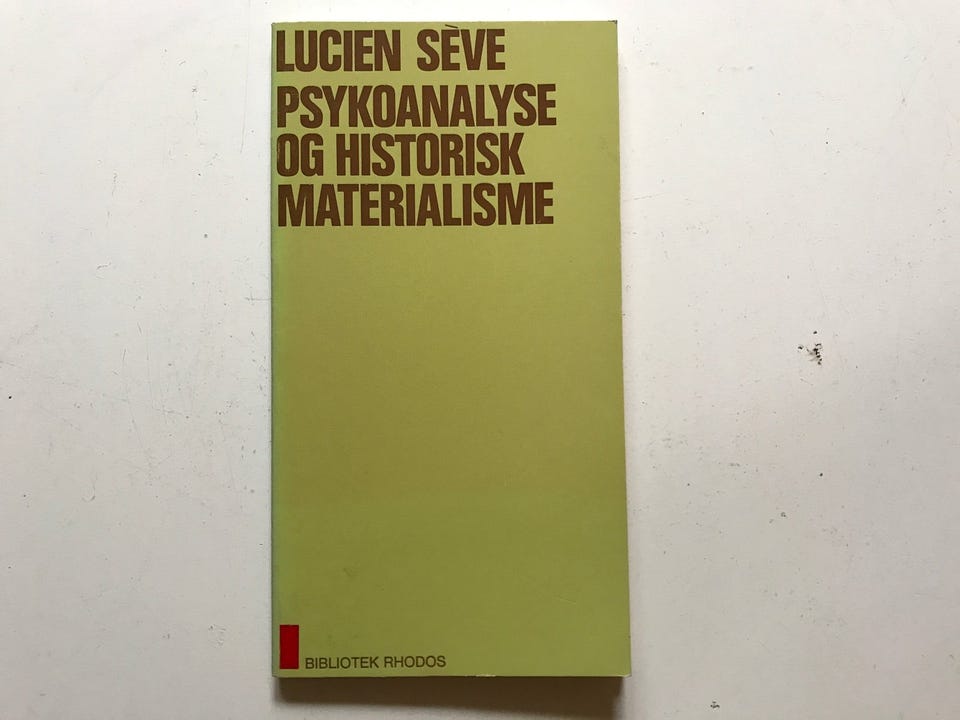 LUCIEN SÈVE
PSYKOANALYSE
OG HISTORISK
MATERIALISME
BIBLIOTEK RHODOS